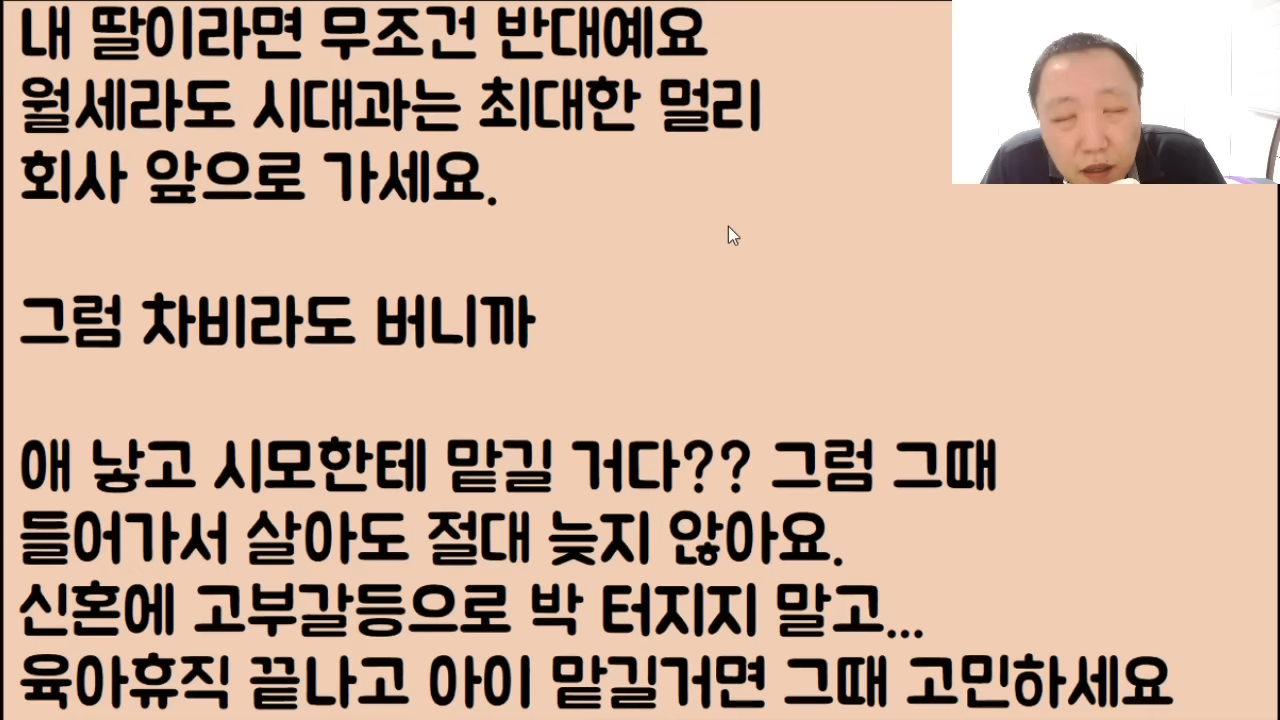 내 딸이라면 무조건 반대예요
월세라도 시대과는 최대한 멀리
회사 앞으로 가세요.
그럼 차비라도 버니까
애 낳고 시모한테 맡길 거다?? 그럼 그때
들어가서 살아도 절대 늦지 않아요.
신혼에 고부갈등으로 박 터지지 말고...
육아휴직 끝나고 아이 맡길거면 그때 고민하세요